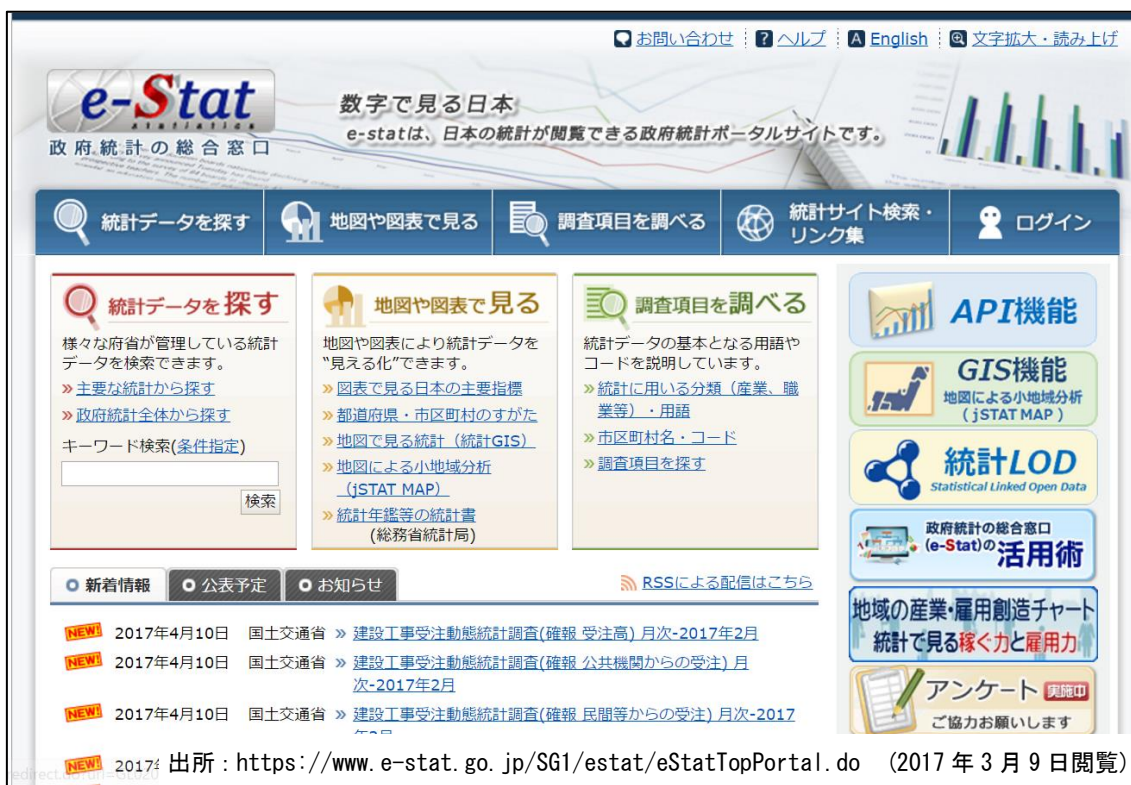 お問い合わせ ヘルプ English 文字拡大・読み上げ
e-Stat
statistics
政府統計の総合窓口
数字で見る日本
e-statは、日本の統計が閲覧できる政府統計ポータルサイトです。
統計データを探す 地図や図表で見る 調査項目を調べる 統計サイト検索・
リンク集 ログイン
統計データを探す
様々な府省が管理している統計
データを検索できます。
» 主要な統計から探す
» 政府統計全体から探す
キーワード検索(条件指定)
検索
地図や図表で見る
地図や図表により統計データを
“見える化”できます。
» 図表で見る日本の主要指標
» 都道府県・市区町村のすがた
» 地図で見る統計（統計GIS）
» 地図による小地域分析
（jSTAT MAP）
» 統計年鑑等の統計書
(総務省統計局)
調査項目を調べる
統計データの基本となる用語や
コードを説明しています。
» 統計に用いる分類（産業、職
業等）・用語
» 市区町村名・コード
» 調査項目を探す
API機能
GIS機能
地図による小地域分析
（jSTAT MAP）
統計LOD
Statistical Linked Open Data
政府統計の総合窓口
(e-Stat)の活用術
地域の産業・雇用創造チャート
統計で見る稼ぐ力と雇用力
アンケート 実施中
ご協力お願いします
新着情報 公表予定 お知らせ RSSによる配信はこちら
NEW! 2017年4月10日 国土交通省 » 建設工事受注動態統計調査(確報 受注高) 月次-2017年2月
NEW! 2017年4月10日 国土交通省 » 建設工事受注動態統計調査(確報 公共機関からの受注) 月
次-2017年2月
NEW! 2017年4月10日 国土交通省 » 建設工事受注動態統計調査(確報 民間等からの受注) 月次-2017
NEW! 2017
出所：https://www.e-stat.go.jp/SG1/estat/eStatTopPortal.do （2017年3月9日閲覧）